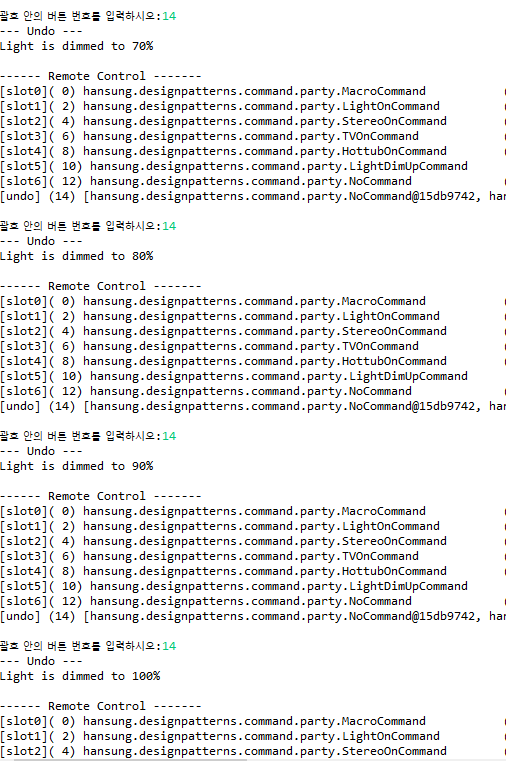 괄호 안의 버튼 번호를 입력하시오:14
--- Undo ---
Light is dimmed to 70%
------ Remote Control -------
[slot0]( 0) hansung.designpatterns.command.party.MacroCommand (
[slot1]( 2) hansung.designpatterns.command.party.LightOnCommand (
[slot2]( 4) hansung.designpatterns.command.party.StereoOnCommand (
[slot3]( 6) hansung.designpatterns.command.party.TVOnCommand (
[slot4]( 8) hansung.designpatterns.command.party.HottubOnCommand (
[slot5]( 10) hansung.designpatterns.command.party.LightDimUpCommand
[slot6]( 12) hansung.designpatterns.command.party.NoCommand (
[undo] (14) [hansung.designpatterns.command.party.NoCommand@15db9742, han
괄호 안의 버튼 번호를 입력하시오:14
--- Undo ---
Light is dimmed to 80%
------ Remote Control -------
[slot0]( 0) hansung.designpatterns.command.party.MacroCommand (
[slot1]( 2) hansung.designpatterns.command.party.LightOnCommand (
[slot2]( 4) hansung.designpatterns.command.party.StereoOnCommand (
[slot3]( 6) hansung.designpatterns.command.party.TVOnCommand (
[slot4]( 8) hansung.designpatterns.command.party.HottubOnCommand (
[slot5]( 10) hansung.designpatterns.command.party.LightDimUpCommand
[slot6]( 12) hansung.designpatterns.command.party.NoCommand (
[undo] (14) [hansung.designpatterns.command.party.NoCommand@15db9742, han
괄호 안의 버튼 번호를 입력하시오:14
--- Undo ---
Light is dimmed to 90%
------ Remote Control -------
[slot0]( 0) hansung.designpatterns.command.party.MacroCommand (
[slot1]( 2) hansung.designpatterns.command.party.LightOnCommand (
[slot2]( 4) hansung.designpatterns.command.party.StereoOnCommand (
[slot3]( 6) hansung.designpatterns.command.party.TVOnCommand (
[slot4]( 8) hansung.designpatterns.command.party.HottubOnCommand (
[slot5]( 10) hansung.designpatterns.command.party.LightDimUpCommand
[slot6]( 12) hansung.designpatterns.command.party.NoCommand (
[undo] (14) [hansung.designpatterns.command.party.NoCommand@15db9742, han
괄호 안의 버튼 번호를 입력하시오:14
--- Undo ---
Light is dimmed to 100%
------ Remote Control -------
[slot0]( 0) hansung.designpatterns.command.party.MacroCommand (
[slot1]( 2) hansung.designpatterns.command.party.LightOnCommand (
[slot2]( 4) hansung.designpatterns.command.party.StereoOnCommand (